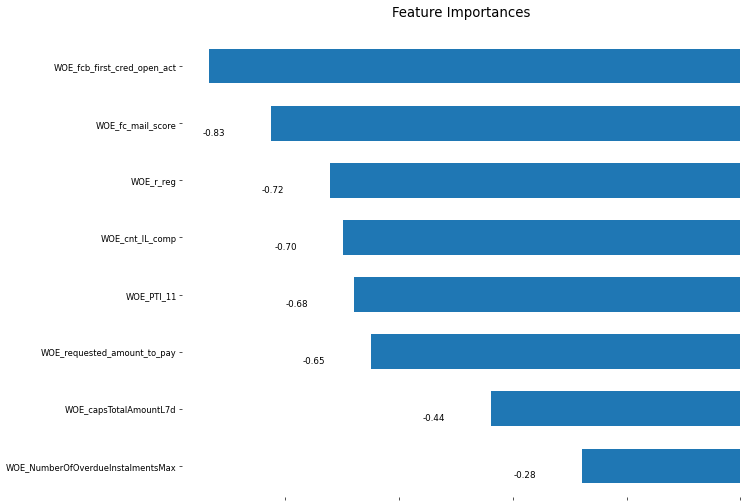 Feature Importances
WOE_fcb_first_cred_open_act
WOE_fc_mail_score
-0.83
WOE_r_reg
-0.72
WOE_cnt_IL_comp
-0.70
WOE_PTI_11
-0.68
WOE_requested_amount_to_pay
-0.65
WOE_capsTotalAmountL7d
-0.44
WOE_NumberOfOverdueInstalmentsMax
-0.28